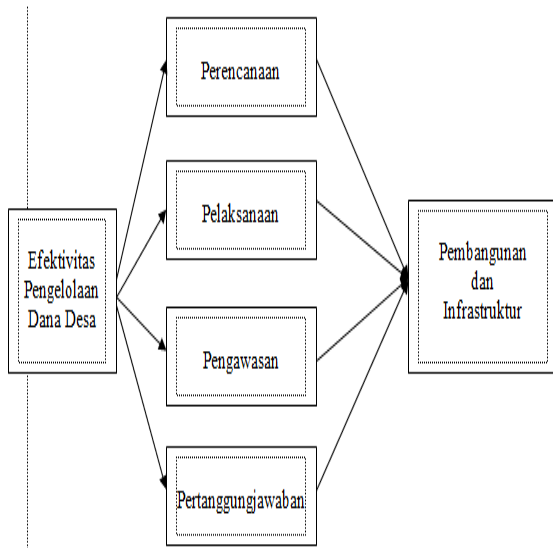 Perencanaan
Pelaksanaan
Efektivitas
Pengelolaan
Dana Desa
Pembangunan
dan
Infrastruktur
Pengawasan
Pertanggungjawaban